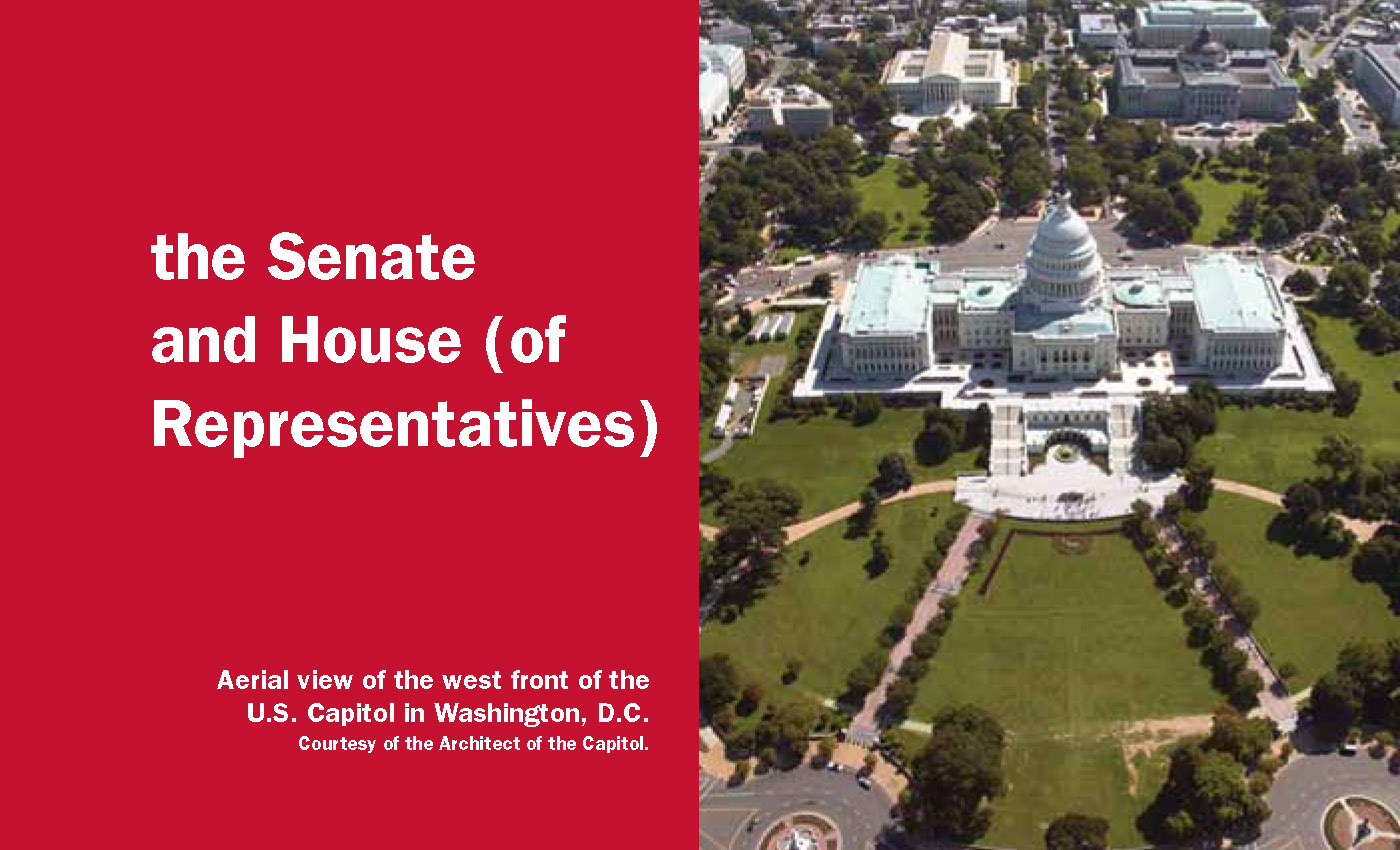 the Senate
and House (of
Representatives)
Aerial view of the west front of the
U.S. Capitol in Washington, D.C.
Courtesy of the Architect of the Capitol.